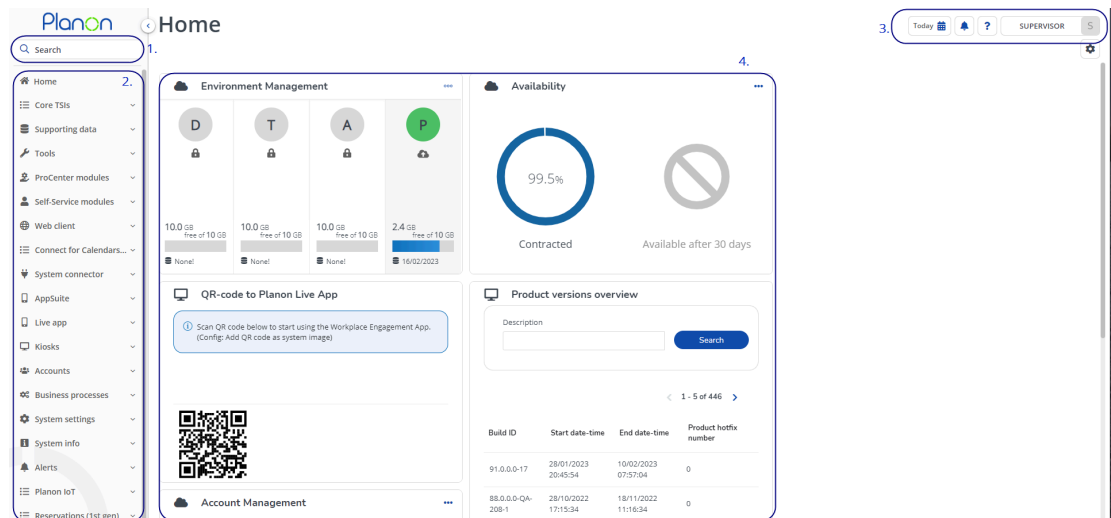 Planon
Home
3.
Today
?
SUPERVISOR
S
Search
1.
2.
4.
Home
Core TSIs
Supporting data
Tools
ProCenter modules
Self-Service modules
Web client
Connect for Calendars...
System connector
AppSuite
Live app
Kiosks
Accounts
Business processes
System settings
System info
Alerts
Planon IoT
Reservations (1st gen)
Environment Management
D T A P
10.0 GB 10.0 GB 10.0 GB 2.4 GB
free of 10 GB free of 10 GB free of 10 GB free of 10 GB
None! None! None! 16/02/2023
Availability
99.5%
Contracted Available after 30 days
QR-code to Planon Live App
Scan QR code below to start using the Workplace Engagement App.
(Config: Add QR code as system image)
Product versions overview
Description
Search
1 - 5 of 446
Build ID Start date-time End date-time Product hotfix
number
91.0.0.0-17 28/01/2023 10/02/2023 0
20:45:54 07:57:04
88.0.0.0-QA- 28/10/2022 18/11/2022 0
208-1 17:15:34 11:16:34
Account Management